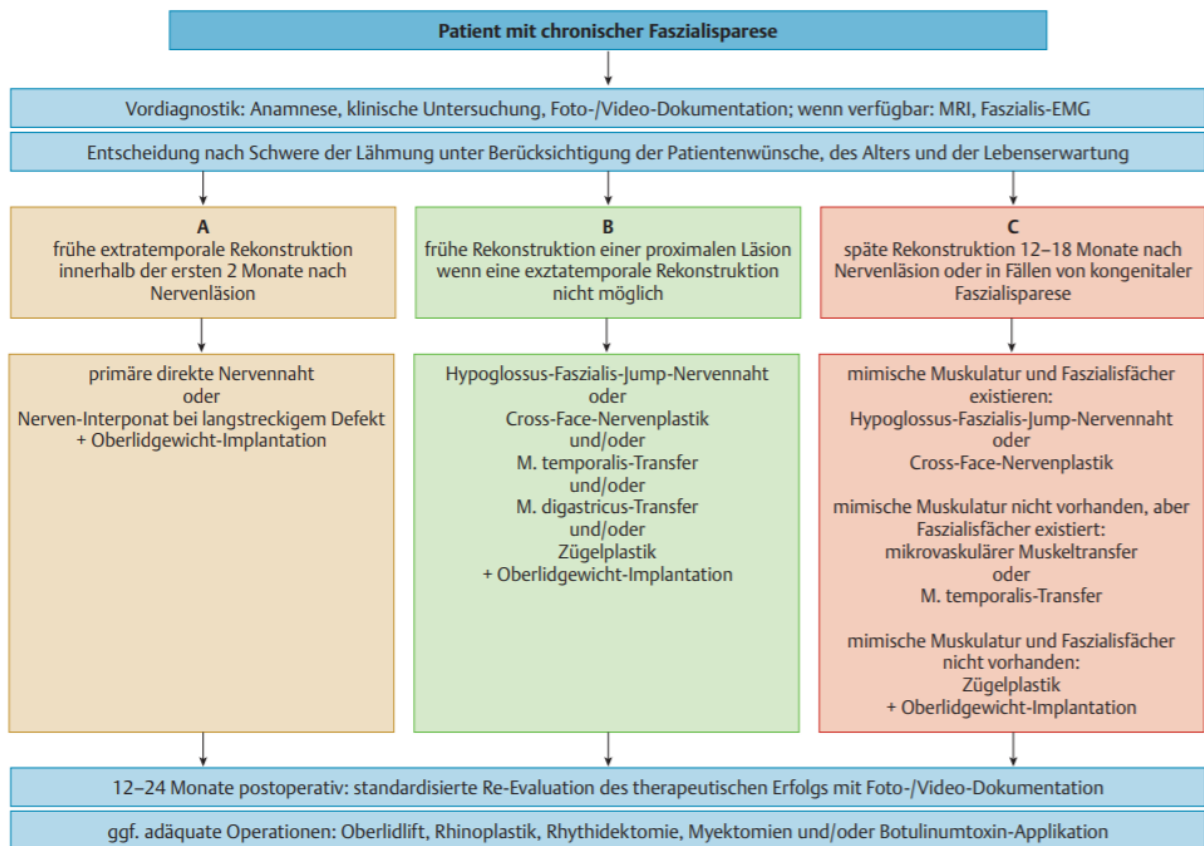 Patient mit chronischer Faszialisparese
Vordiagnostik: Anamnese, klinische Untersuchung, Foto-/Video-Dokumentation; wenn verfügbar: MRI, Faszialis-EMG
Entscheidung nach Schwere der Lähmung unter Berücksichtigung der Patientenwünsche, des Alters und der Lebenserwartung
A
frühe extratemporale Rekonstruktion
innerhalb der ersten 2 Monate nach
Nervenläsion
B
frühe Rekonstruktion einer proximalen Läsion
wenn eine exztatemporale Rekonstruktion
nicht möglich
C
späte Rekonstruktion 12–18 Monate nach
Nervenläsion oder in Fällen von kongenitaler
Faszialisparese
primäre direkte Nervennaht
oder
Nerven-Interponat bei langstreckigem Defekt
+ Oberlidgewicht-Implantation
Hypoglossus-Faszialis-Jump-Nervennaht
oder
Cross-Face-Nervenplastik
und/oder
M. temporalis-Transfer
und/oder
M. digastricus-Transfer
und/oder
Zügelplastik
+ Oberlidgewicht-Implantation
mimische Muskulatur und Faszialisfächer
existieren:
Hypoglossus-Faszialis-Jump-Nervennaht
oder
Cross-Face-Nervenplastik
mimische Muskulatur nicht vorhanden, aber
Faszialisfächer existiert:
mikrovaskulärer Muskeltransfer
oder
M. temporalis-Transfer
mimische Muskulatur und Faszialisfächer
nicht vorhanden:
Zügelplastik
+ Oberlidgewicht-Implantation
12–24 Monate postoperativ: standardisierte Re-Evaluation des therapeutischen Erfolgs mit Foto-/Video-Dokumentation
ggf. adäquate Operationen: Oberlidlift, Rhinoplastik, Rhythidektomie, Myektomien und/oder Botulinumtoxin-Applikation